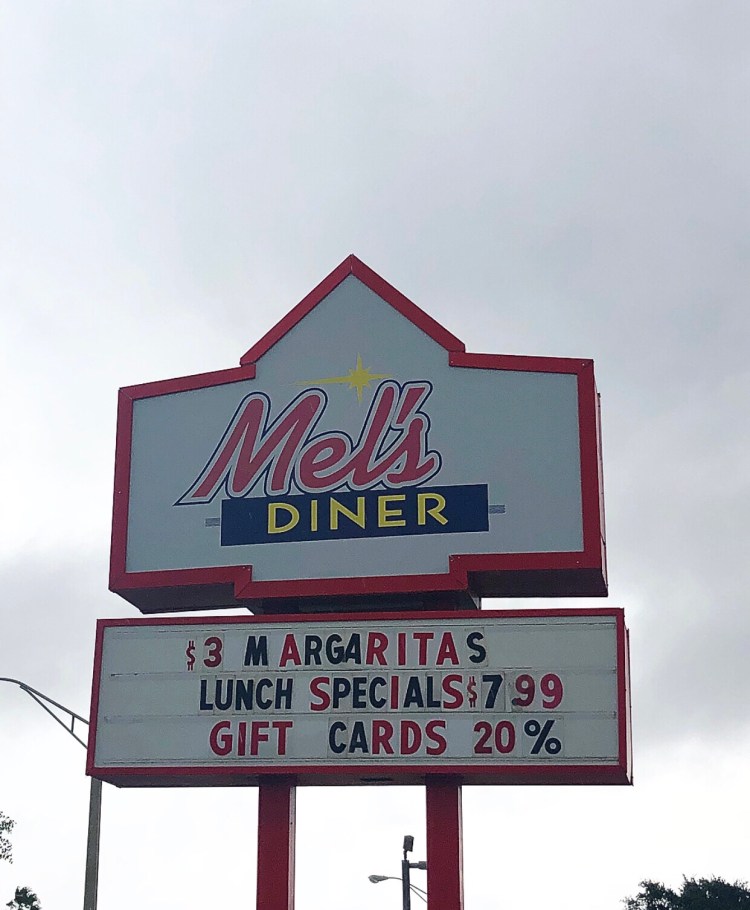 Mel's
DINER
$3 MARGARITAS
LUNCH SPECIALS $7.99
GIFT CARDS 20%